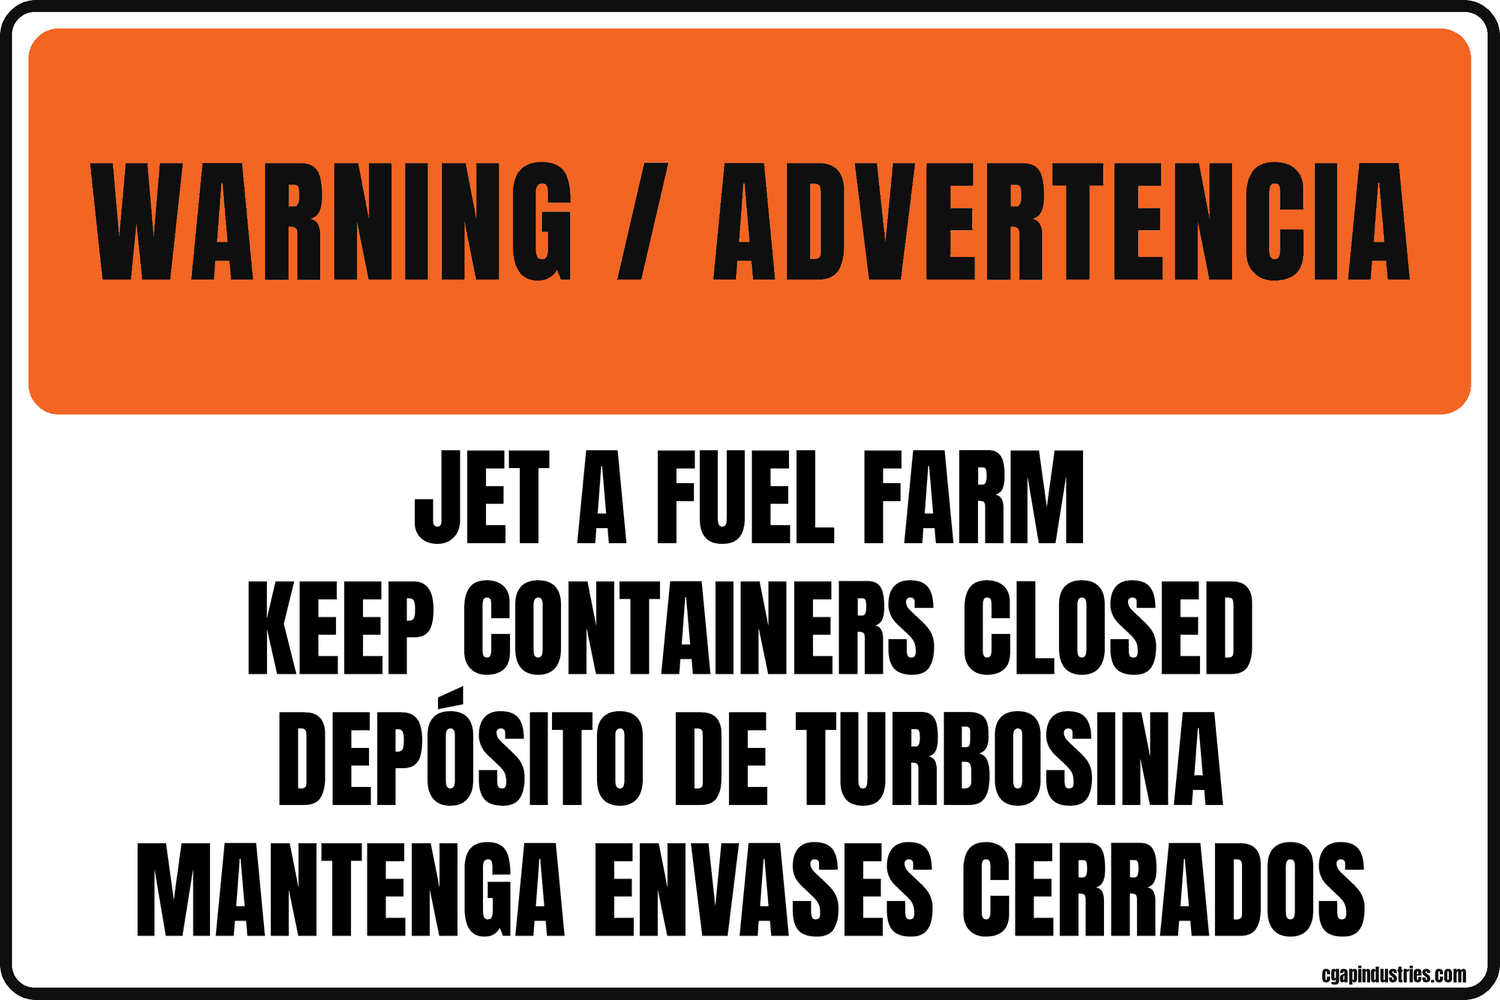 WARNING / ADVERTENCIA
JET A FUEL FARM
KEEP CONTAINERS CLOSED
DEPÓSITO DE TURBOSINA
MANTENGA ENVASES CERRADOS
cgapindustries.com